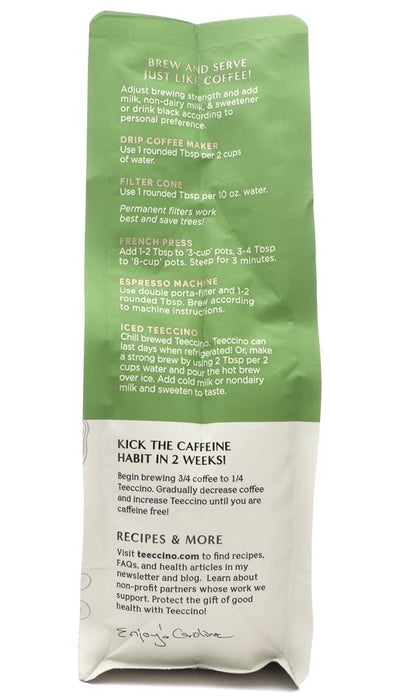 BREW AND SERVE
JUST LIKE COFFEE!
Adjust brewing strength and add
milk, non-dairy milk, & sweetener
or drink black according to
personal preference.
DRIP COFFEE MAKER
Use 1 rounded Tbsp per 2 cups
of water.
FILTER CONE
Use 1 rounded Tbsp per 10 oz. water.
Permanent filters work
best and save trees!
FRENCH PRESS
Add 1-2 Tbsp to '3-cup' pots, 3-4 Tbsp
to '8-cup' pots. Steep for 3 minutes.
ESPRESSO MACHINE
Use double porta-filter and 1-2
rounded Tbsp. Brew according
to machine instructions.
ICED TEECCINO
Chill brewed Teeccino. Teeccino can
last days when refrigerated! Or, make
a strong brew by using 2 Tbsp per 2
cups water and pour the hot brew
over ice. Add cold milk or nondairy
milk and sweeten to taste.
KICK THE CAFFEINE
HABIT IN 2 WEEKS!
Begin brewing 3/4 coffee to 1/4
Teeccino. Gradually decrease coffee
and increase Teeccino until you are
caffeine free!
RECIPES & MORE
Visit teeccino.com to find recipes,
FAQs, and health articles in my
newsletter and blog. Learn about
non-profit partners whose work we
support. Protect the gift of good
health with Teeccino!
Enjoy! Caroline